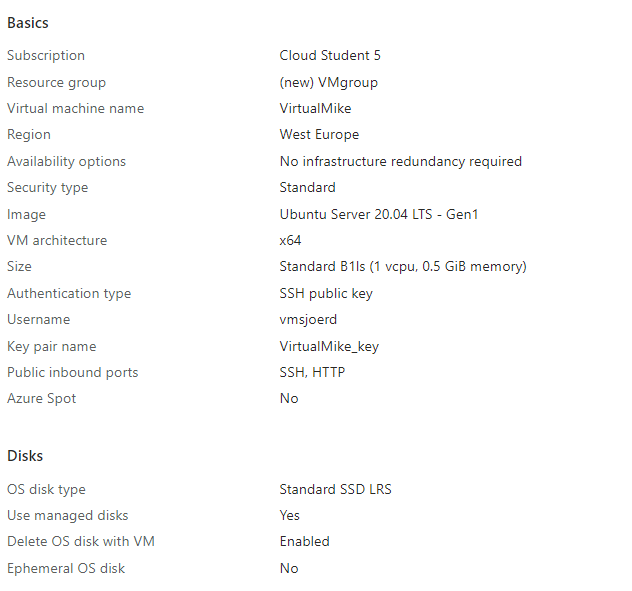 Basics
Subscription Cloud Student 5
Resource group (new) VMgroup
Virtual machine name VirtualMike
Region West Europe
Availability options No infrastructure redundancy required
Security type Standard
Image Ubuntu Server 20.04 LTS - Gen1
VM architecture x64
Size Standard B1ls (1 vcpu, 0.5 GiB memory)
Authentication type SSH public key
Username vmsjoerd
Key pair name VirtualMike_key
Public inbound ports SSH, HTTP
Azure Spot No
Disks
OS disk type Standard SSD LRS
Use managed disks Yes
Delete OS disk with VM Enabled
Ephemeral OS disk No